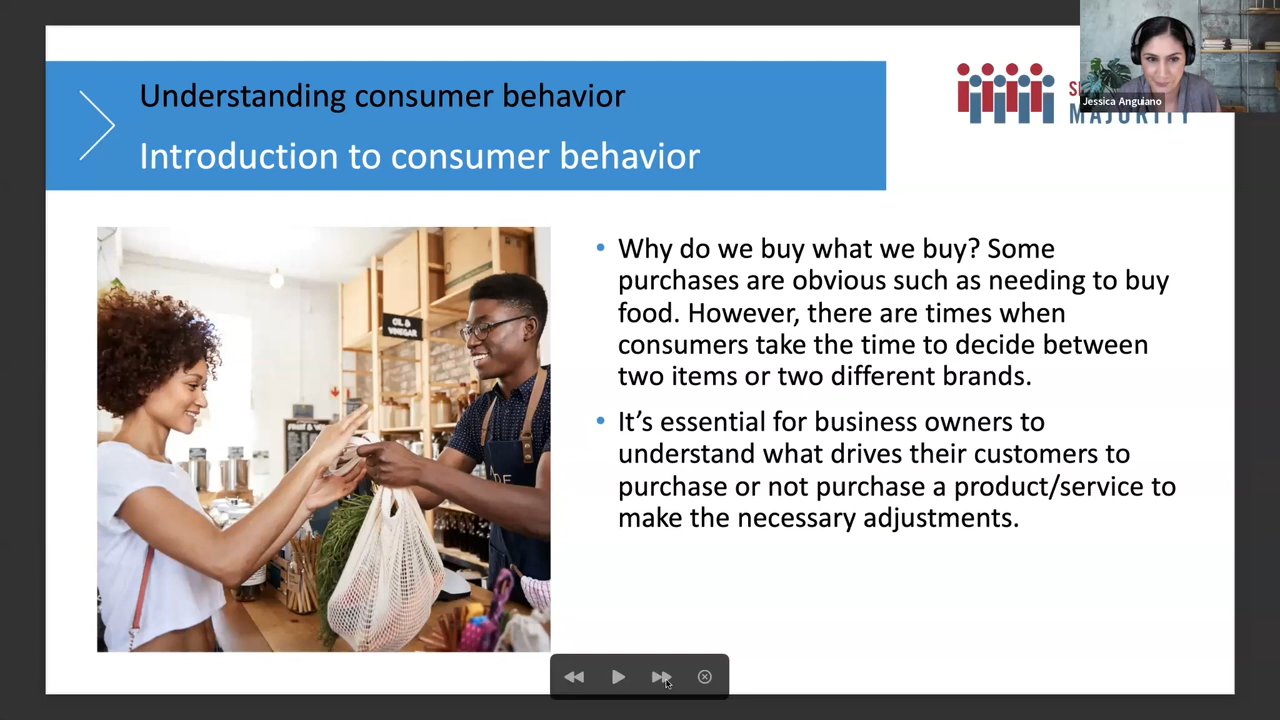 Understanding consumer behavior
Introduction to consumer behavior
MAJORITY
Jessica Anguiano
OIL &
VINEGAR
• Why do we buy what we buy? Some
purchases are obvious such as needing to buy
food. However, there are times when
consumers take the time to decide between
two items or two different brands.
• It’s essential for business owners to
understand what drives their customers to
purchase or not purchase a product/service to
make the necessary adjustments.